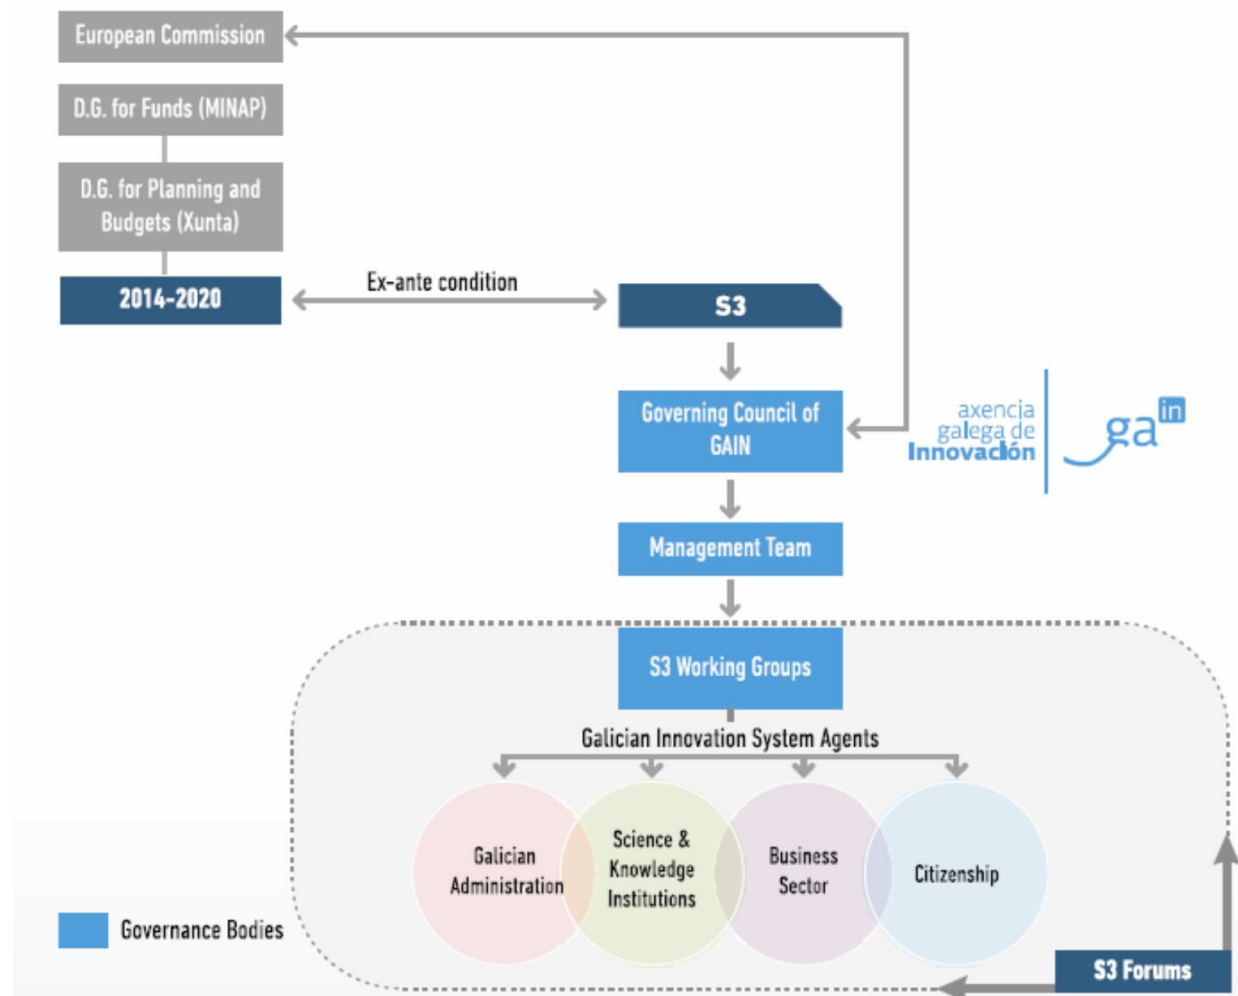 European Commission
D.G. for Funds (MINAP)
D.G. for Planning and
Budgets (Xunta)
2014-2020
Ex-ante condition
S3
Governing Council of
GAIN
axencia
galega de
Innovación
ga in
Management Team
S3 Working Groups
Galician Innovation System Agents
Galician
Administration
Science &
Knowledge
Institutions
Business
Sector
Citizenship
Governance Bodies
S3 Forums